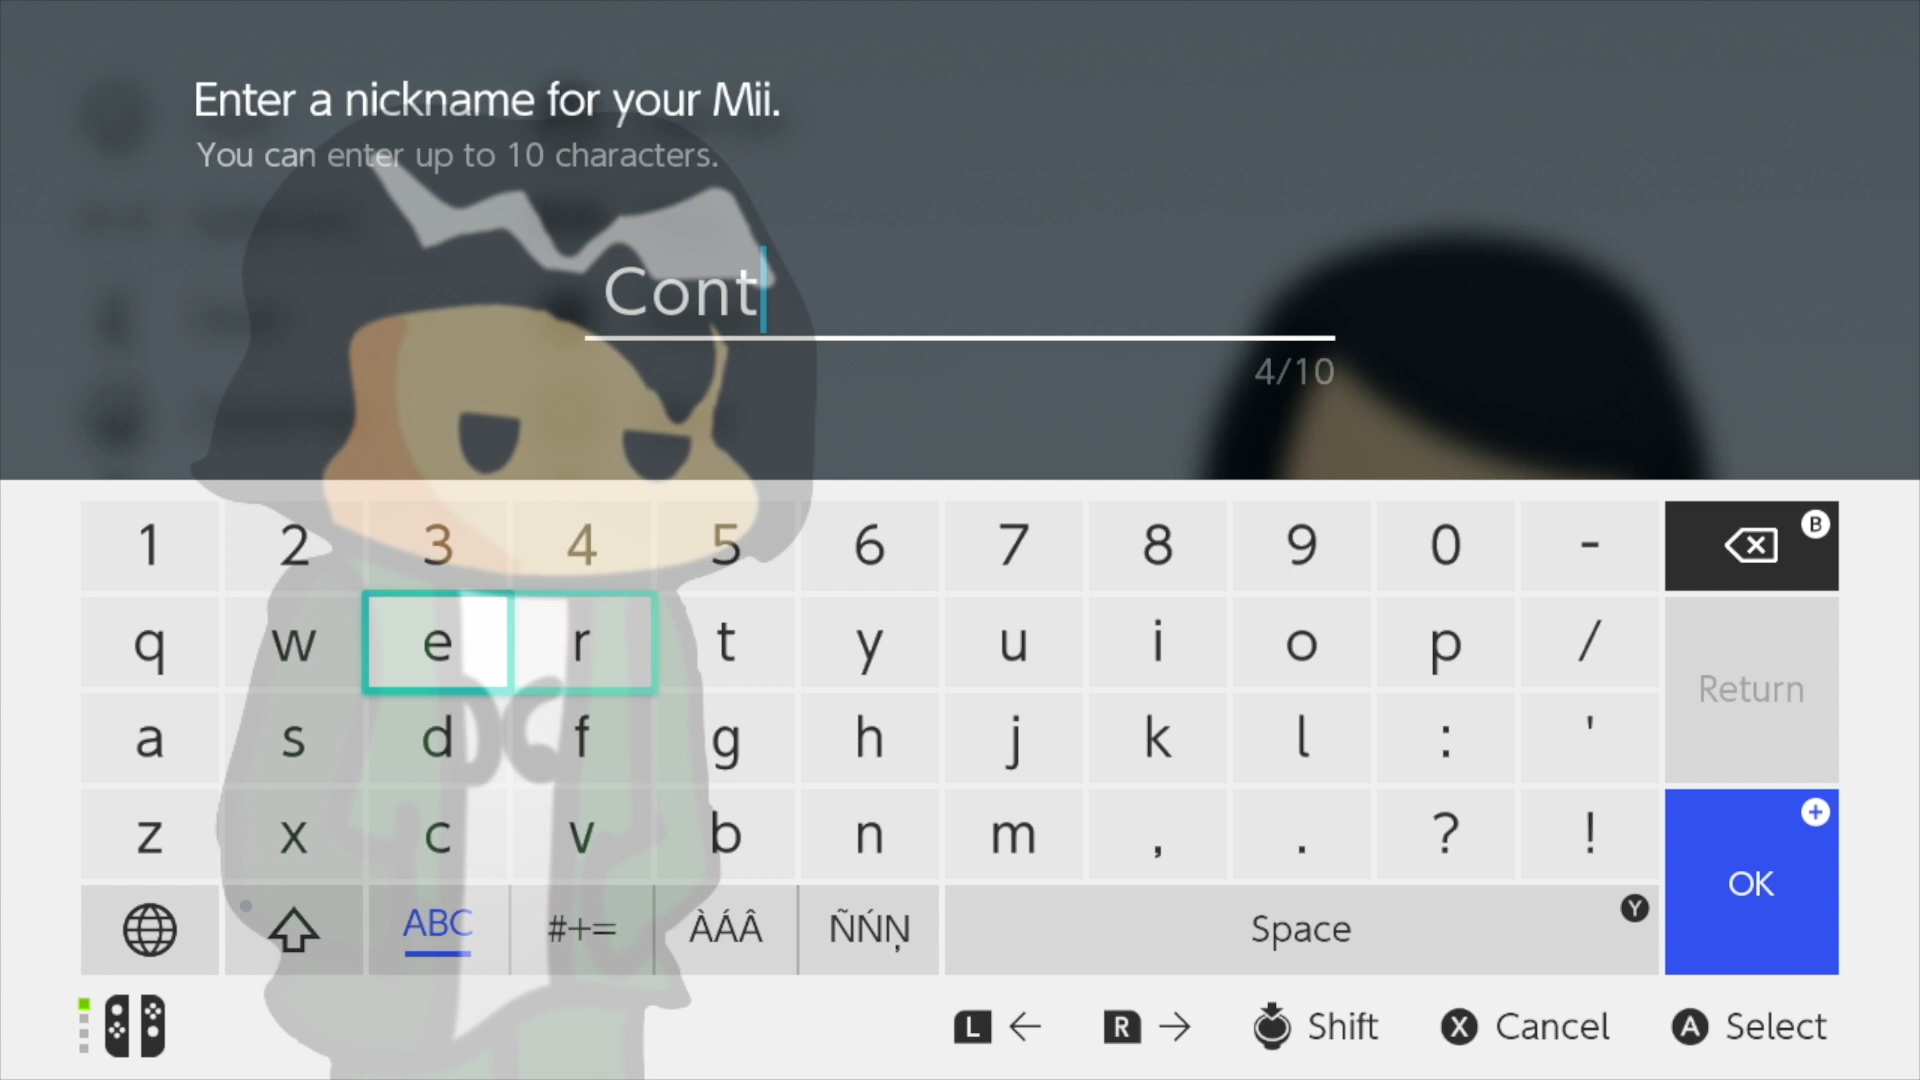 Enter a nickname for your Mii.
You can enter up to 10 characters.
Cont
4/10
1 2 3 4 5 6 7 8 9 0 - B
q w e r t y u i o p / Return
a s d f g h j k l : '
z x c v b n m , . ? ! + OK
ABC #+= ÀÁÂ ÑŃŅ Space Y
L ← R → Shift X Cancel A Select